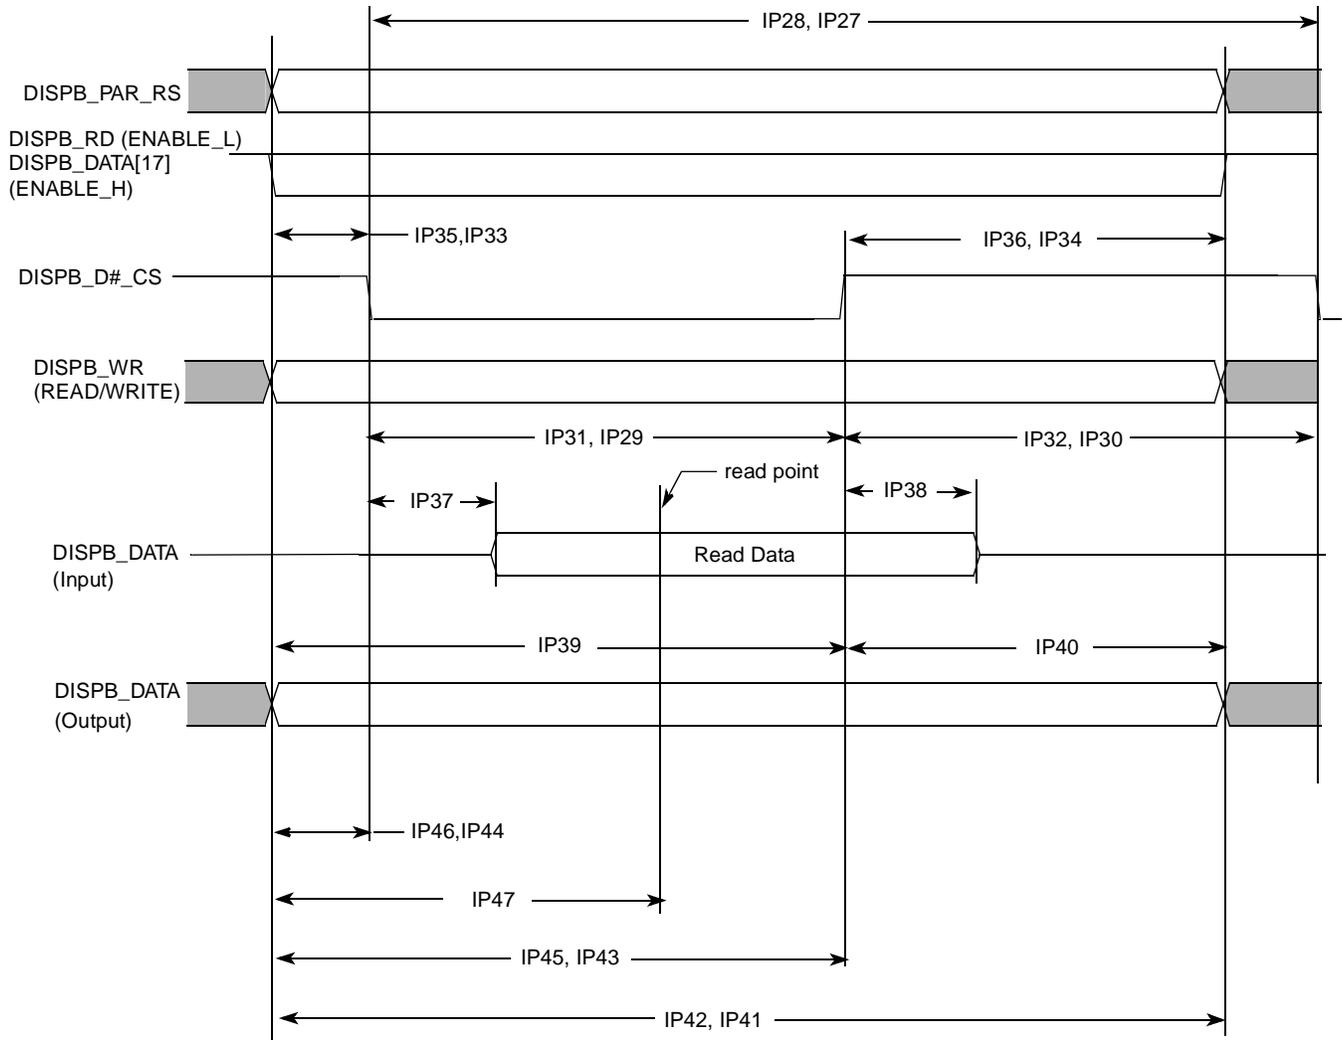 IP28, IP27
DISPB_PAR_RS
DISPB_RD (ENABLE_L)
DISPB_DATA[17]
(ENABLE_H)
IP35,IP33
IP36, IP34
DISPB_D#_CS
DISPB_WR
(READ/WRITE)
IP31, IP29
IP32, IP30
read point
IP37
IP38
DISPB_DATA
(Input)
Read Data
IP39
IP40
DISPB_DATA
(Output)
IP46,IP44
IP47
IP45, IP43
IP42, IP41